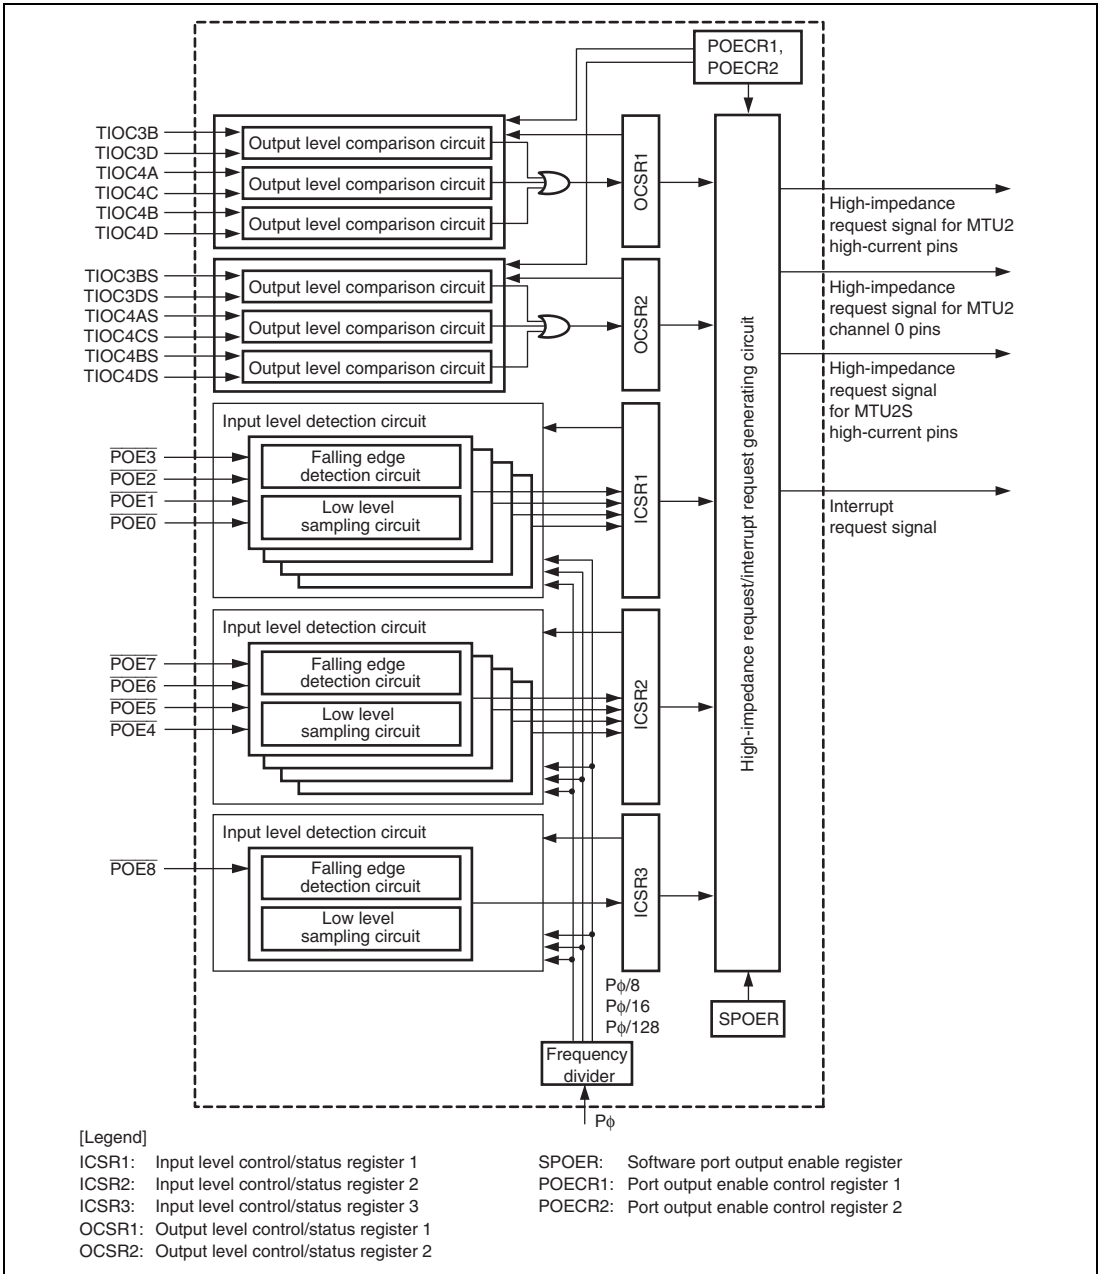 POECR1,
POECR2
TIOC3B
TIOC3D
TIOC4A
TIOC4C
TIOC4B
TIOC4D
Output level comparison circuit
Output level comparison circuit
Output level comparison circuit
OCSR1
TIOC3BS
TIOC3DS
TIOC4AS
TIOC4CS
TIOC4BS
TIOC4DS
Output level comparison circuit
Output level comparison circuit
Output level comparison circuit
OCSR2
Input level detection circuit
POE3
POE2
POE1
POE0
Falling edge
detection circuit
Low level
sampling circuit
ICSR1
Input level detection circuit
POE7
POE6
POE5
POE4
Falling edge
detection circuit
Low level
sampling circuit
ICSR2
Input level detection circuit
POE8
Falling edge
detection circuit
Low level
sampling circuit
ICSR3
High-impedance request/interrupt request generating circuit
High-impedance
request signal for MTU2
high-current pins
High-impedance
request signal for MTU2
channel 0 pins
High-impedance
request signal
for MTU2S
high-current pins
Interrupt
request signal
Pφ/8
Pφ/16
Pφ/128
SPOER
Frequency
divider
Pφ
[Legend]
ICSR1: Input level control/status register 1
ICSR2: Input level control/status register 2
ICSR3: Input level control/status register 3
OCSR1: Output level control/status register 1
OCSR2: Output level control/status register 2
SPOER: Software port output enable register
POECR1: Port output enable control register 1
POECR2: Port output enable control register 2